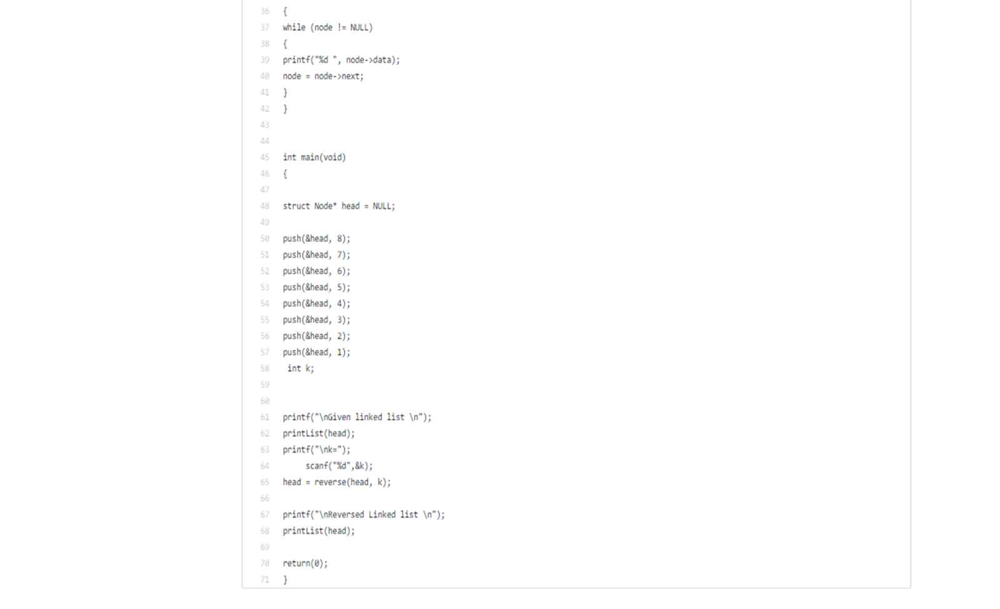 36 {
37 while (node != NULL)
38 {
39 printf("%d ", node->data);
40 node = node->next;
41 }
42 }
43
44
45 int main(void)
46 {
47
48 struct Node* head = NULL;
49
50 push(&head, 8);
51 push(&head, 7);
52 push(&head, 6);
53 push(&head, 5);
54 push(&head, 4);
55 push(&head, 3);
56 push(&head, 2);
57 push(&head, 1);
58  int k;
59
60
61 printf("\nGiven linked list \n");
62 printList(head);
63 printf("\nk=");
64      scanf("%d",&k);
65 head = reverse(head, k);
66
67 printf("\nReversed Linked list \n");
68 printList(head);
69
70 return(0);
71 }